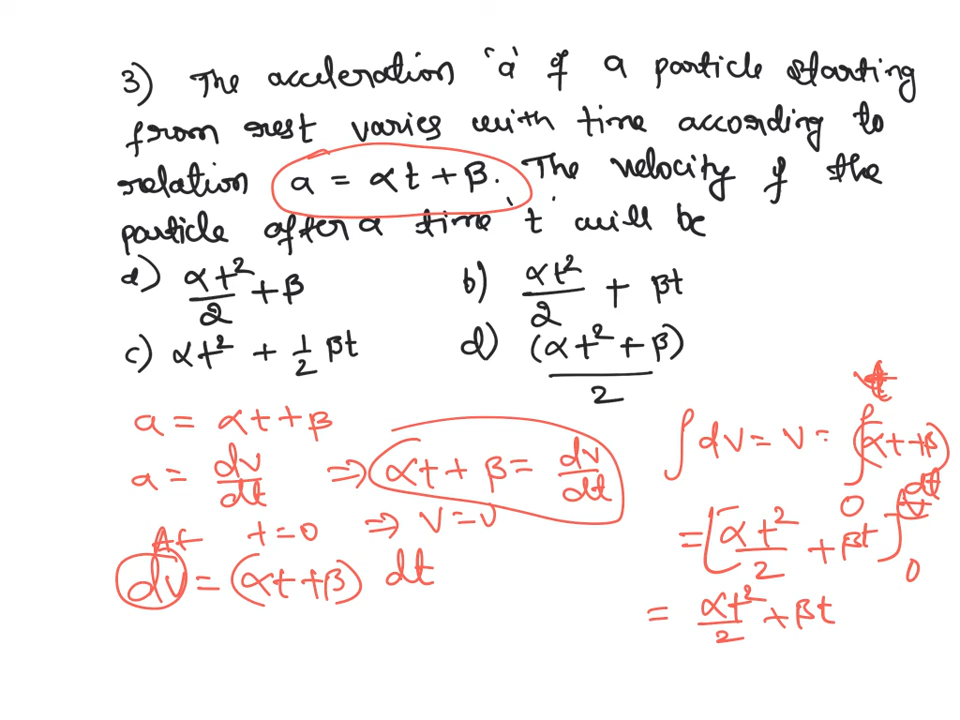 3) The acceleration 'a' of a particle starting
from rest varies with time according to
relation a = αt + β. The velocity of the
particle after a time 't' will be
a) αt²/2 + β b) αt²/2 + βt
c) αt² + 1/2 βt d) (αt² + β)/2
a = αt + β
a = dv/dt ⇒ αt + β = dv/dt
At t = 0 ⇒ v = v
dv = (αt + β) dt
∫dv = v = ∫₀ᵗ (αt + β) dt
= [αt²/2 + βt]₀ᵗ
= αt²/2 + βt